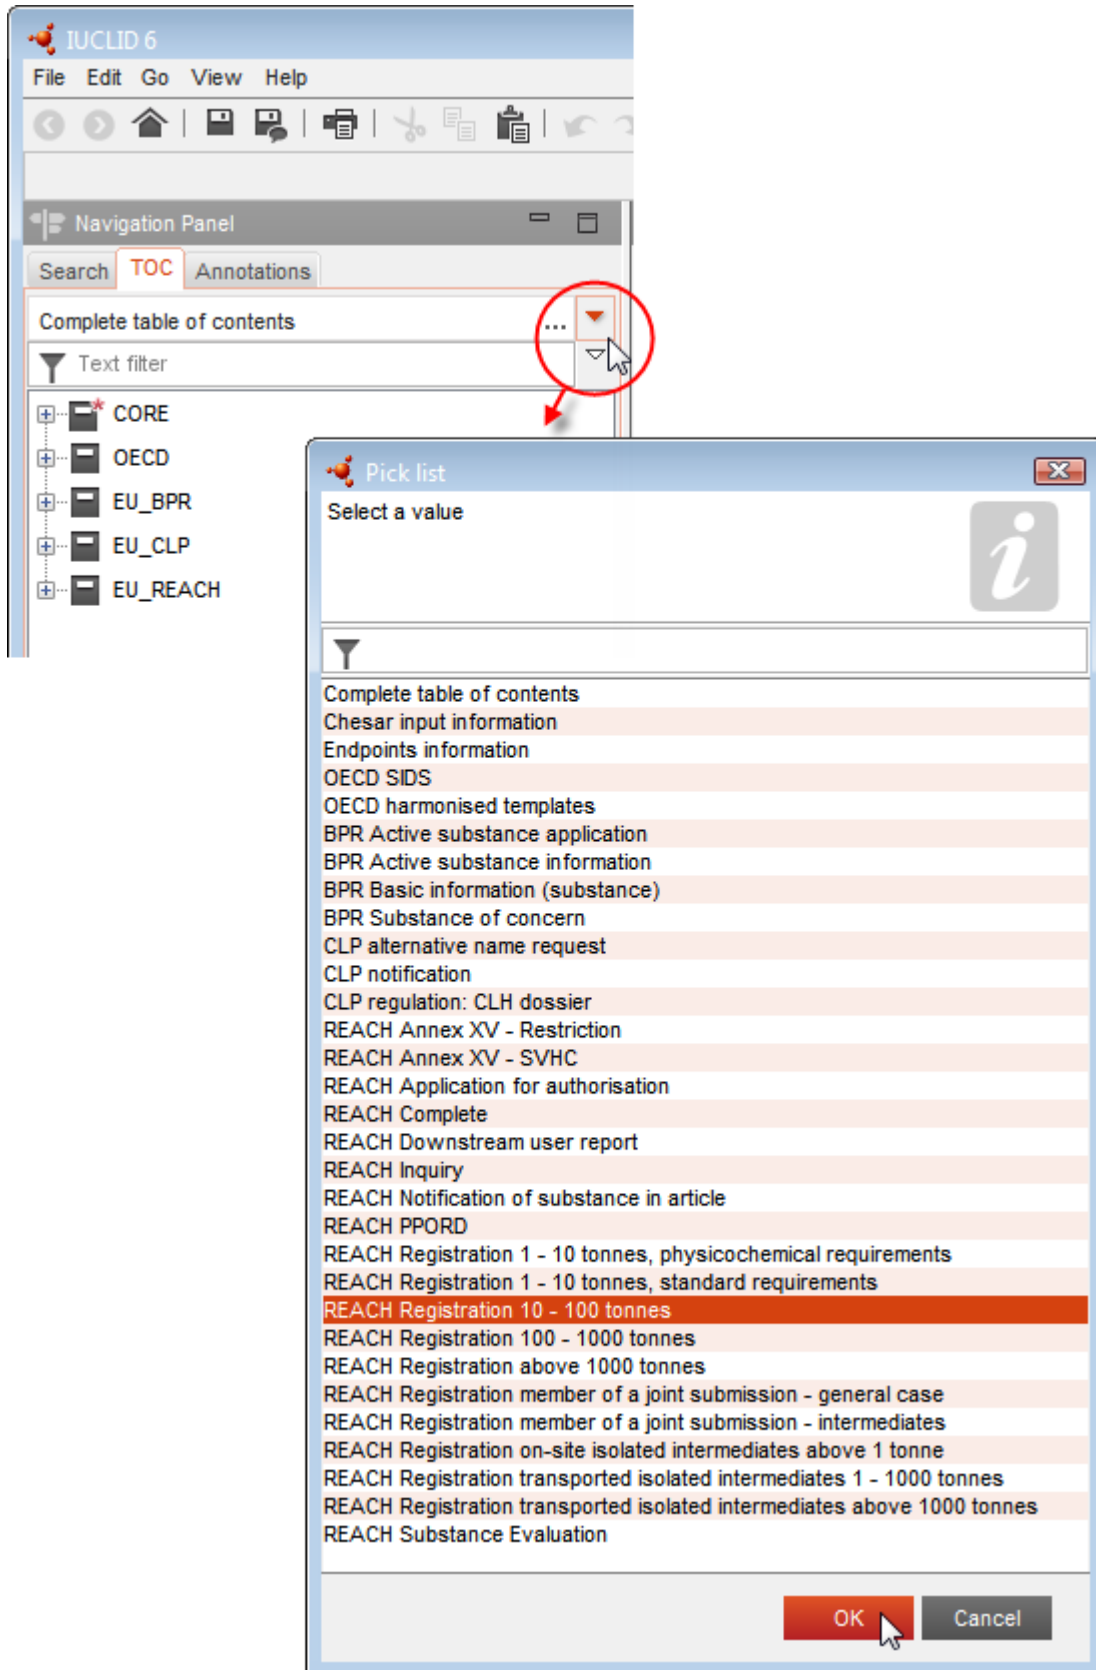 IUCLID 6
File Edit Go View Help
Navigation Panel
Search TOC Annotations
Complete table of contents ...
Text filter
CORE
OECD
EU_BPR
EU_CLP
EU_REACH
Pick list
Select a value
Complete table of contents
Chesar input information
Endpoints information
OECD SIDS
OECD harmonised templates
BPR Active substance application
BPR Active substance information
BPR Basic information (substance)
BPR Substance of concern
CLP alternative name request
CLP notification
CLP regulation: CLH dossier
REACH Annex XV - Restriction
REACH Annex XV - SVHC
REACH Application for authorisation
REACH Complete
REACH Downstream user report
REACH Inquiry
REACH Notification of substance in article
REACH PPORD
REACH Registration 1 - 10 tonnes, physicochemical requirements
REACH Registration 1 - 10 tonnes, standard requirements
REACH Registration 10 - 100 tonnes
REACH Registration 100 - 1000 tonnes
REACH Registration above 1000 tonnes
REACH Registration member of a joint submission - general case
REACH Registration member of a joint submission - intermediates
REACH Registration on-site isolated intermediates above 1 tonne
REACH Registration transported isolated intermediates 1 - 1000 tonnes
REACH Registration transported isolated intermediates above 1000 tonnes
REACH Substance Evaluation
OK Cancel